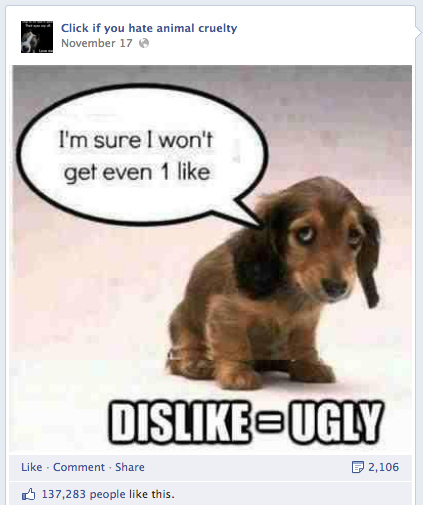 Click if you hate animal cruelty
November 17
I'm sure I won't
get even 1 like
DISLIKE = UGLY
Like · Comment · Share
2,106
137,283 people like this.